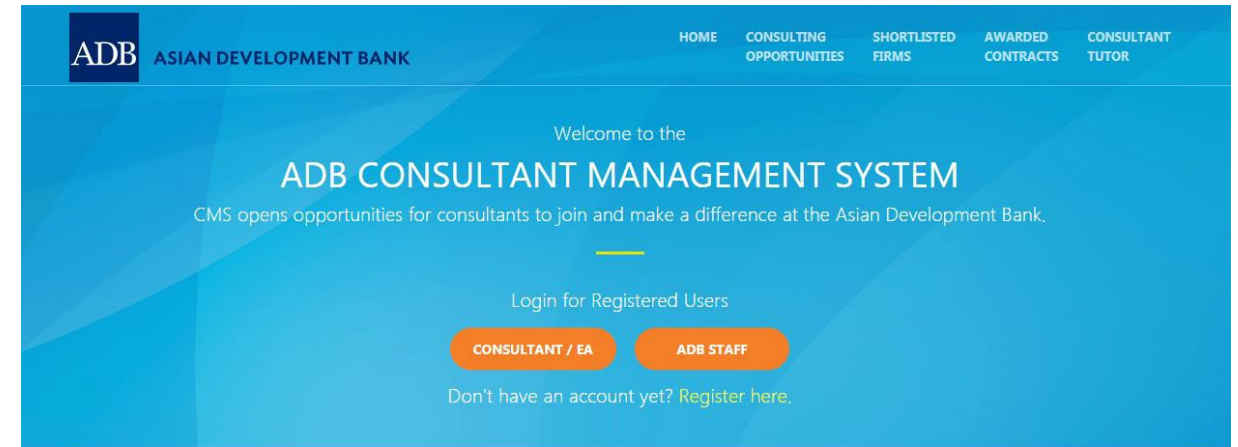 ADB ASIAN DEVELOPMENT BANK
HOME
CONSULTING
OPPORTUNITIES
SHORTLISTED
FIRMS
AWARDED
CONTRACTS
CONSULTANT
TUTOR
Welcome to the
ADB CONSULTANT MANAGEMENT SYSTEM
CMS opens opportunities for consultants to join and make a difference at the Asian Development Bank.
Login for Registered Users
CONSULTANT / EA
ADB STAFF
Don't have an account yet? Register here.